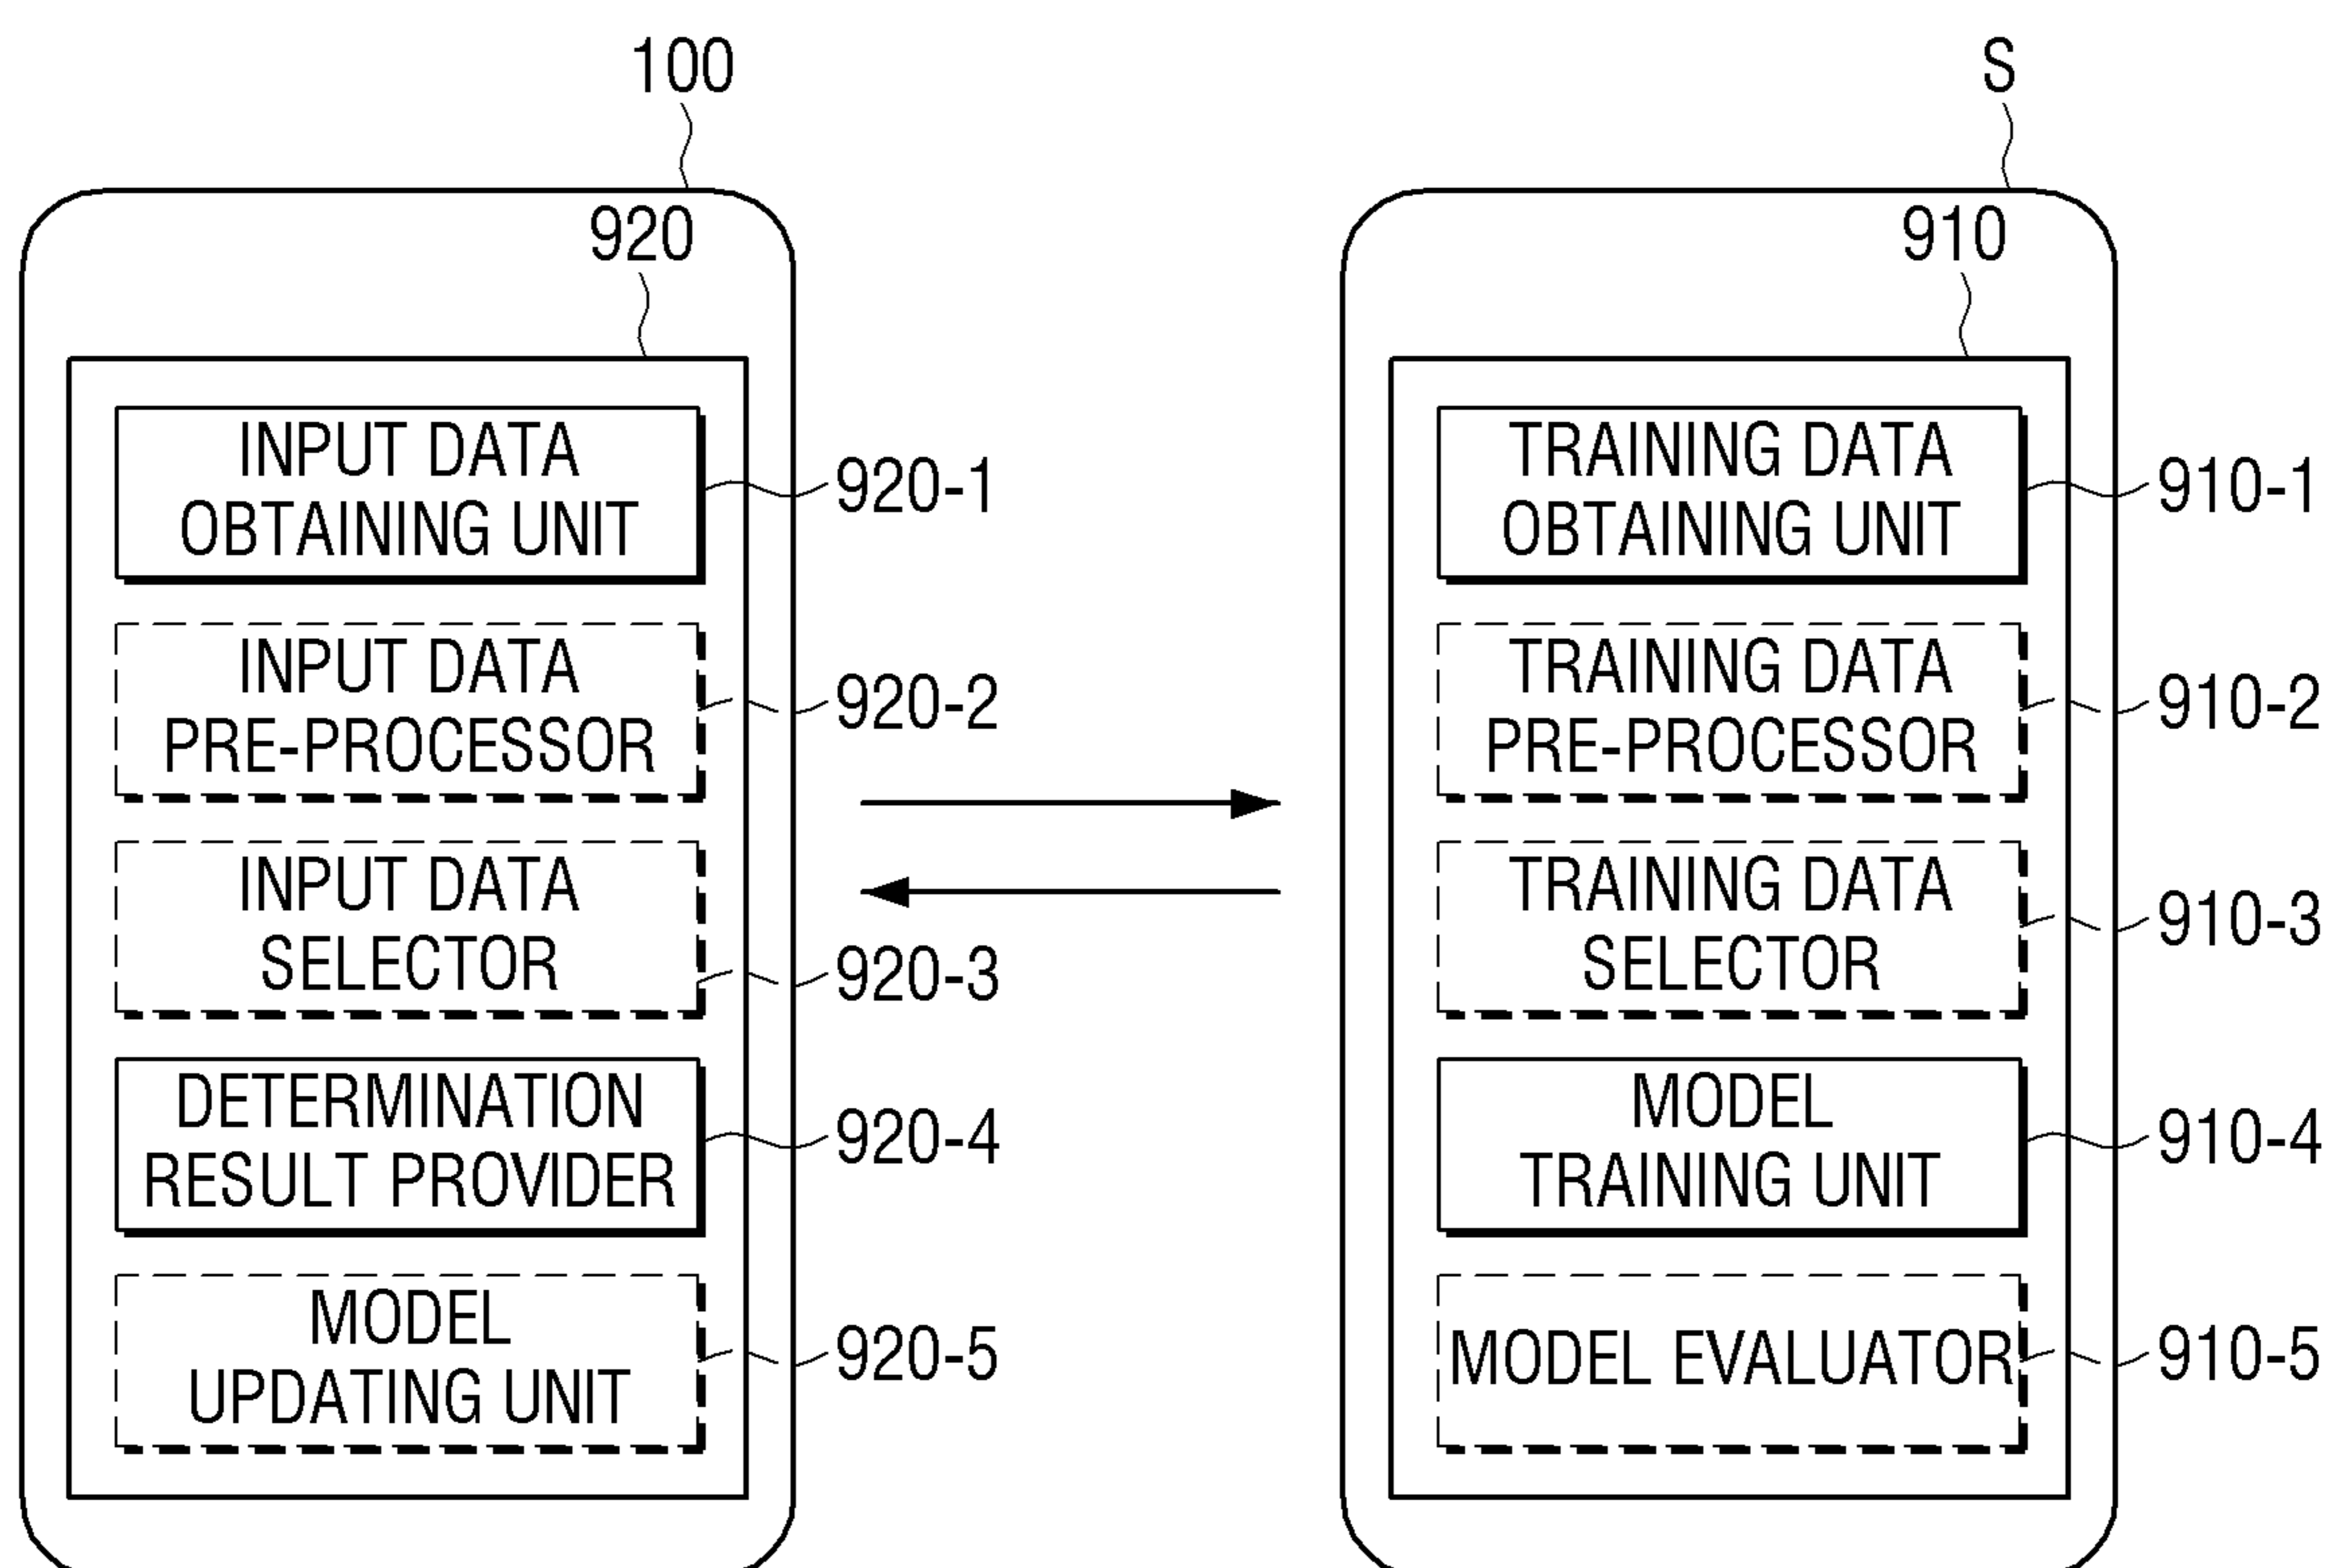 100
920
INPUT DATA
OBTAINING UNIT
920-1
INPUT DATA
PRE-PROCESSOR
920-2
INPUT DATA
SELECTOR
920-3
DETERMINATION
RESULT PROVIDER
920-4
MODEL
UPDATING UNIT
920-5
S
910
TRAINING DATA
OBTAINING UNIT
910-1
TRAINING DATA
PRE-PROCESSOR
910-2
TRAINING DATA
SELECTOR
910-3
MODEL
TRAINING UNIT
910-4
MODEL EVALUATOR
910-5